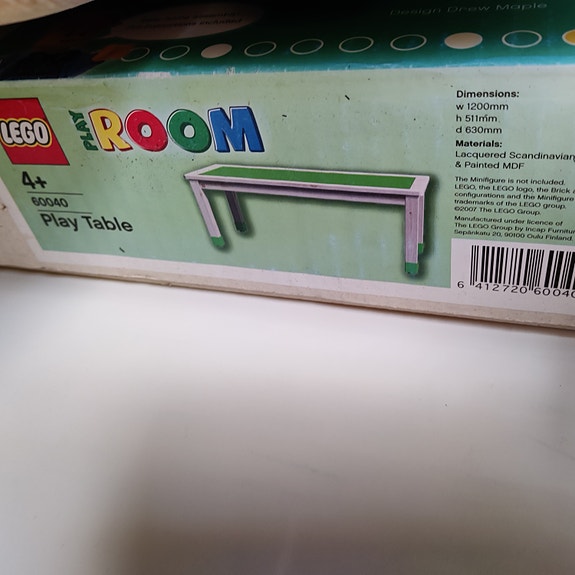 Design Drew Maple
LEGO
PLAY
ROOM
4+
60040
Play Table
Dimensions:
w 1200mm
h 511mm
d 630mm
Materials:
Lacquered Scandinavian
& Painted MDF
The Minifigure is not included.
LEGO, the LEGO logo, the Brick
configurations and the Minifigure
trademarks of the LEGO group.
©2007 The LEGO Group.
Manufactured under licence of
The LEGO Group by Incap Furniture
Sepänkatu 20, 90100 Oulu Finland.
6 412720 60040